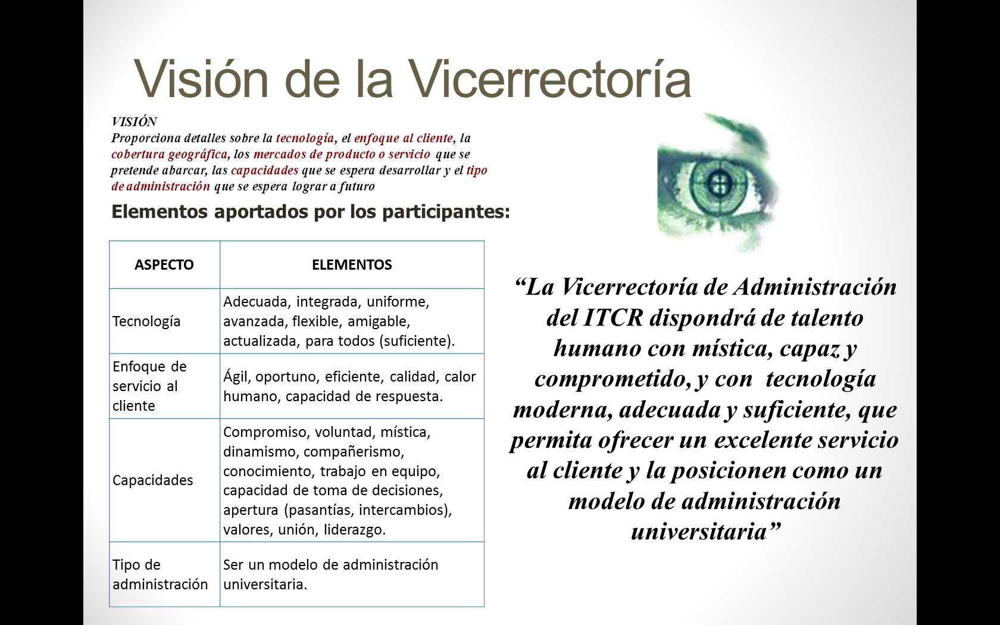 Visión de la Vicerrectoría
VISIÓN
Proporciona detalles sobre la tecnología, el enfoque al cliente, la
cobertura geográfica, los mercados de producto o servicio que se
pretende abarcar, las capacidades que se espera desarrollar y el tipo
de administración que se espera lograr a futuro
Elementos aportados por los participantes:
ASPECTO ELEMENTOS
Tecnología
Adecuada, integrada, uniforme,
avanzada, flexible, amigable,
actualizada, para todos (suficiente).
Enfoque de
servicio al
cliente
Ágil, oportuno, eficiente, calidad, calor
humano, capacidad de respuesta.
Capacidades
Compromiso, voluntad, mística,
dinamismo, compañerismo,
conocimiento, trabajo en equipo,
capacidad de toma de decisiones,
apertura (pasantías, intercambios),
valores, unión, liderazgo.
Tipo de
administración
Ser un modelo de administración
universitaria.
“La Vicerrectoría de Administración
del ITCR dispondrá de talento
humano con mística, capaz y
comprometido, y con tecnología
moderna, adecuada y suficiente, que
permita ofrecer un excelente servicio
al cliente y la posicionen como un
modelo de administración
universitaria”